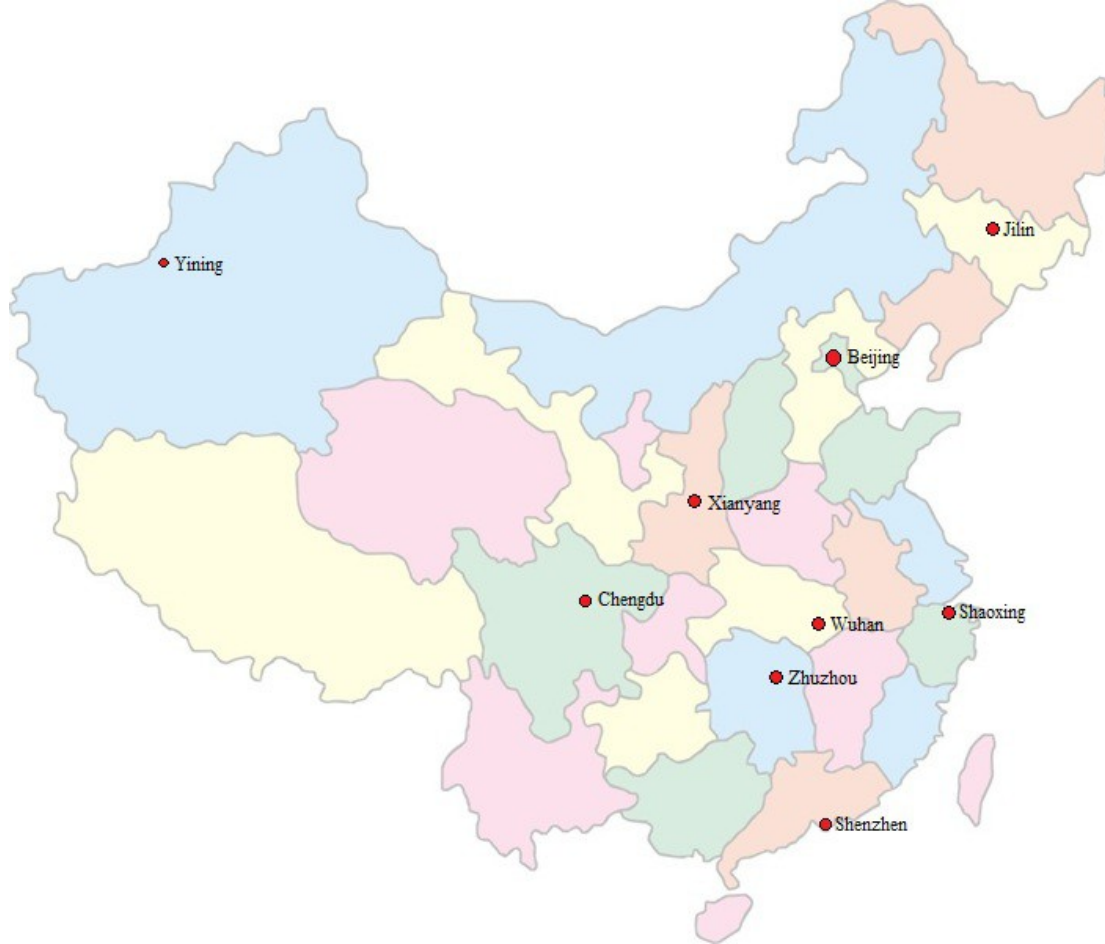 Jilin
Yining
Beijing
Xianyang
Chengdu
Shaoxing
Wuhan
Zhuzhou
Shenzhen